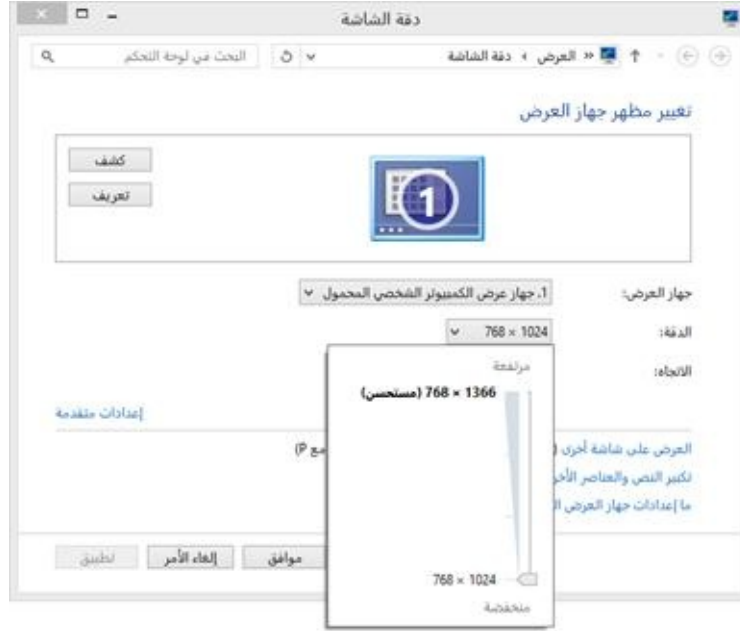 دقة الشاشة
العرض › دقة الشاشة
البحث في لوحة التحكم
تغيير مظهر جهاز العرض
1
كشف
تعريف
جهاز العرض:
1. جهاز عرض الكمبيوتر الشخصي المحمول
الدقة:
1024 × 768
الاتجاه:
مرتفعة
1366 × 768 (مستحسن)
1024 × 768
منخفضة
إعدادات متقدمة
العرض على شاشة أخرى (
مع P)
تكبير النص والعناصر
ما إعدادات جهاز العرض
موافق
إلغاء الأمر
تطبيق